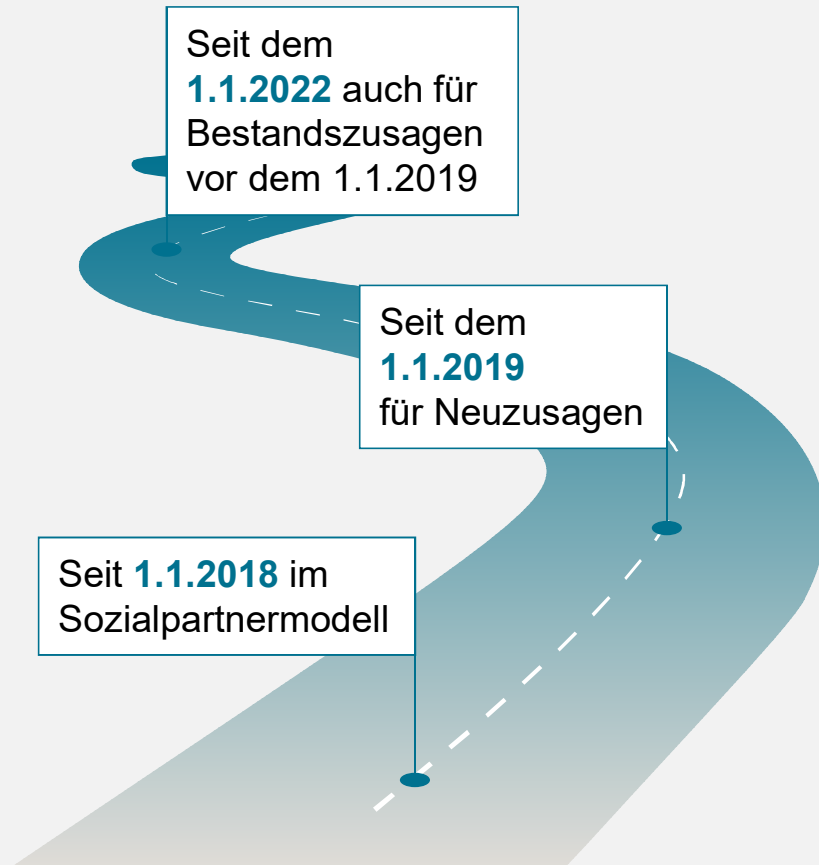 Seit dem
1.1.2022 auch für
Bestandszusagen
vor dem 1.1.2019
Seit dem
1.1.2019
für Neuzusagen
Seit 1.1.2018 im
Sozialpartnermodell